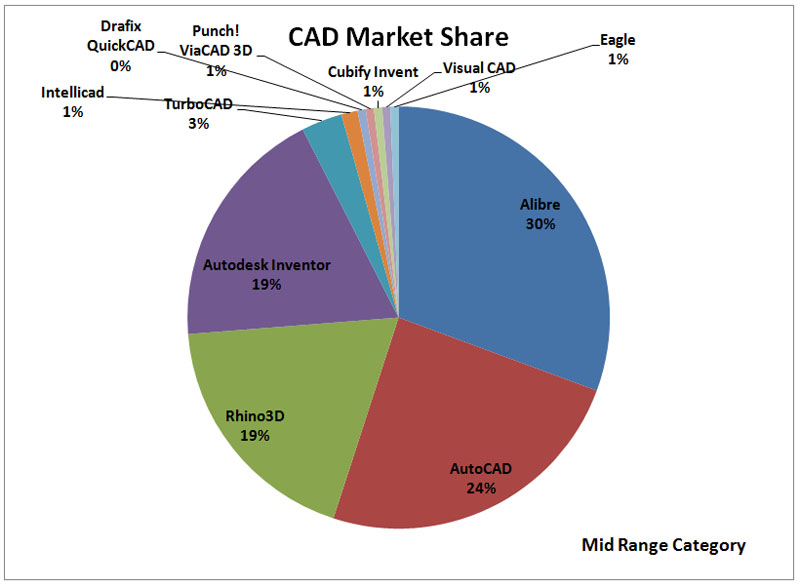 CAD Market Share
Drafix
QuickCAD
0%
Punch!
ViaCAD 3D
1%
Cubify Invent
1%
Visual CAD
1%
Eagle
1%
Intellicad
1%
TurboCAD
3%
Alibre
30%
Autodesk Inventor
19%
Rhino3D
19%
AutoCAD
24%
Mid Range Category